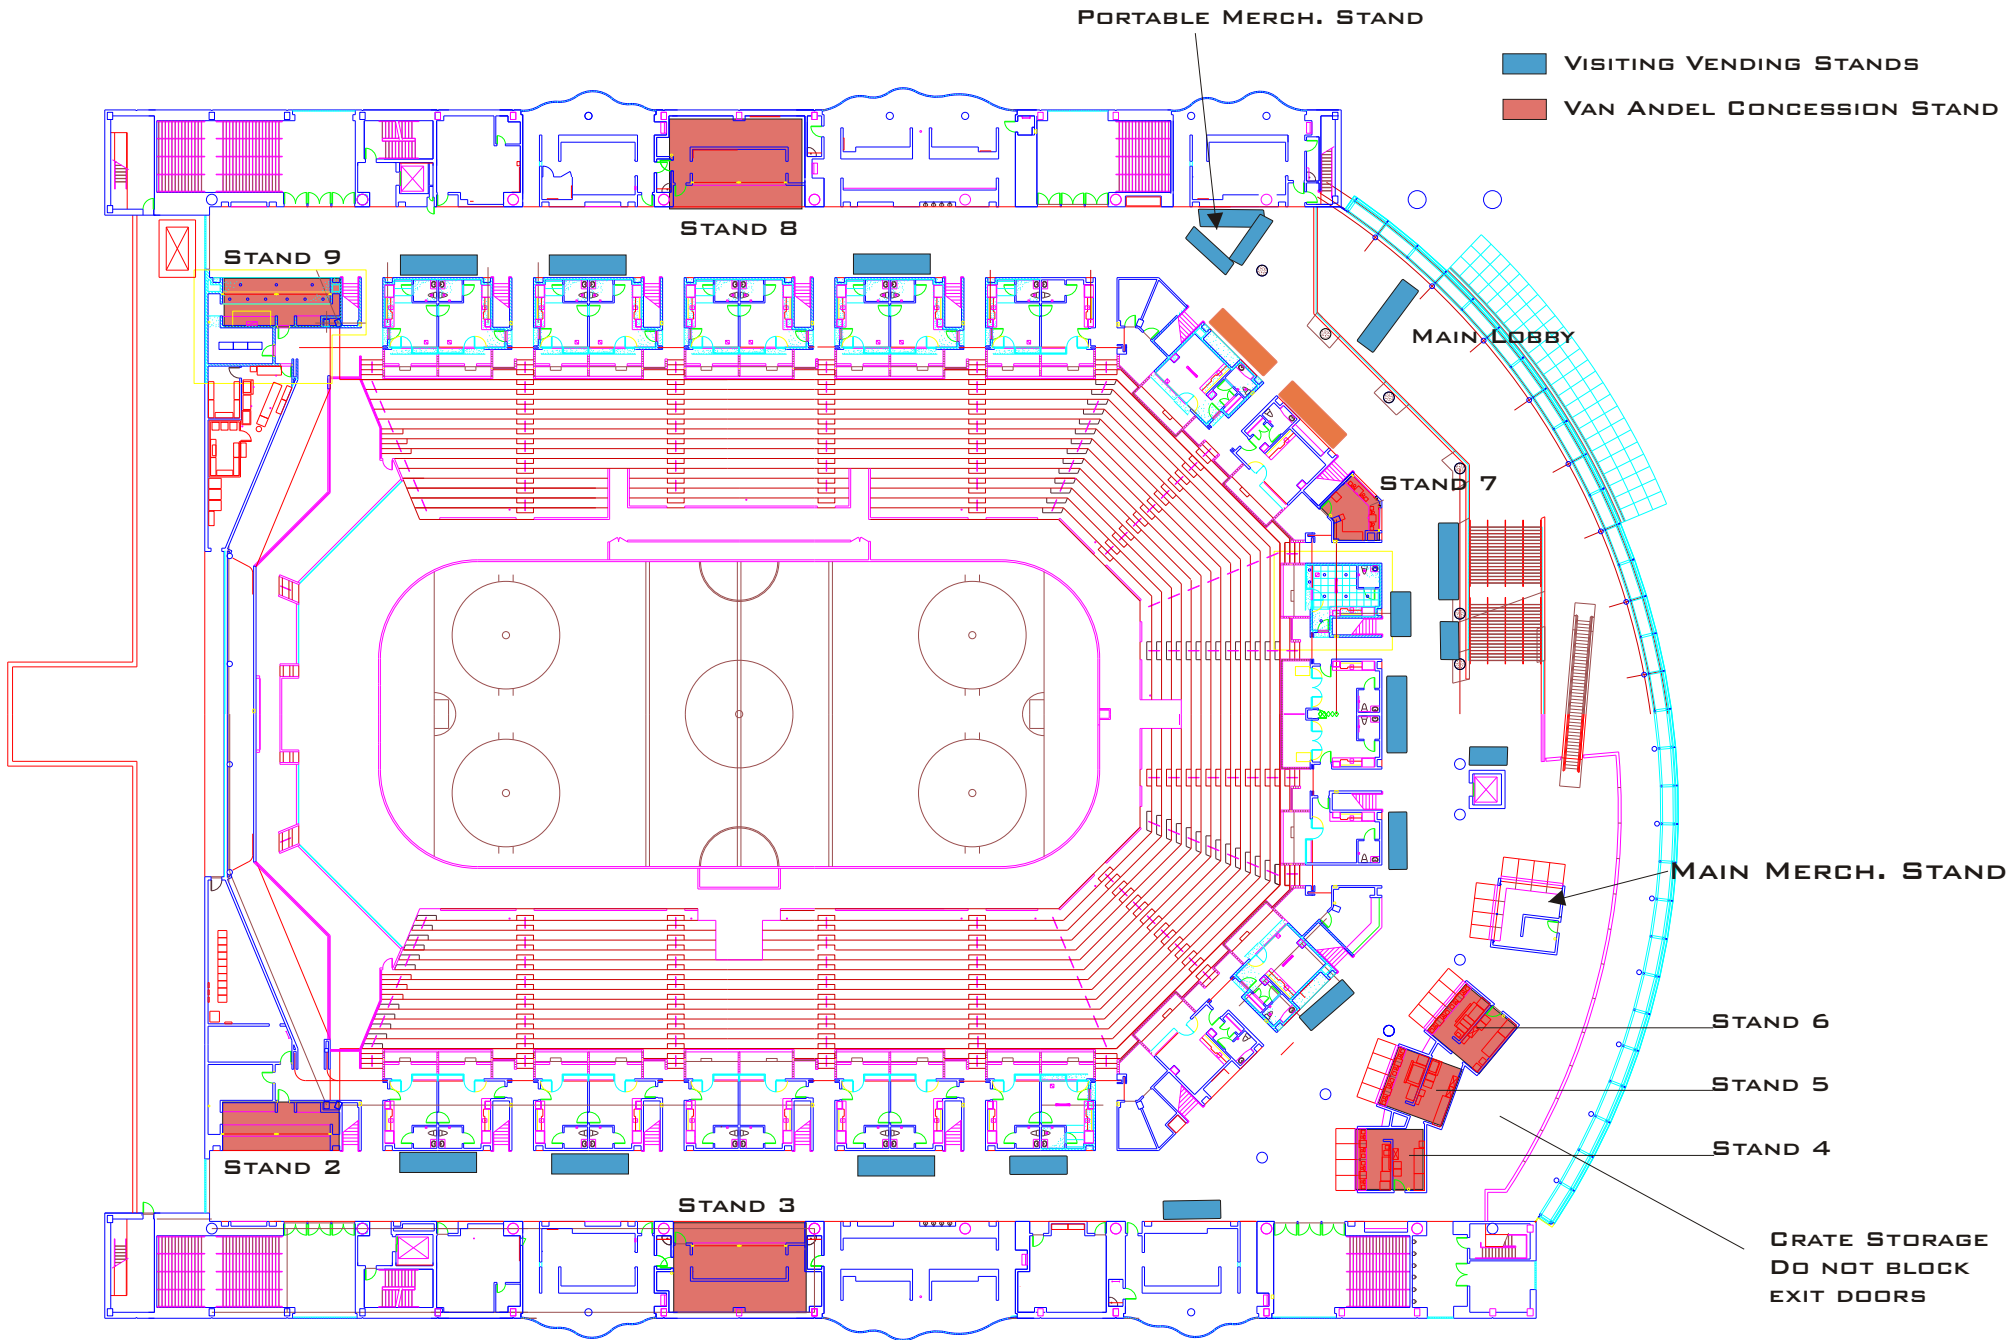 Portable Merch. Stand
Visiting Vending Stands
Van Andel Concession Stand
Stand 8
Stand 9
Main Lobby
Stand 7
Main Merch. Stand
Stand 6
Stand 5
Stand 4
Stand 2
Stand 3
Crate Storage
Do not block
exit doors